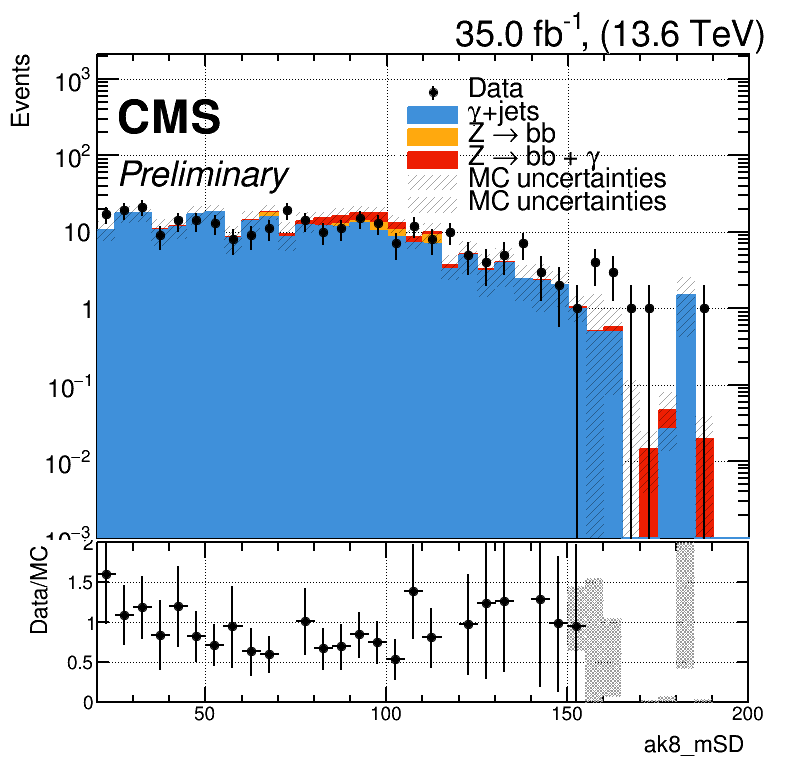 35.0 fb⁻¹, (13.6 TeV)
Events
10³
10²
10
1
10⁻¹
10⁻²
10⁻³
CMS
Preliminary
Data
γ+jets
Z → bb
Z → bb + γ
MC uncertainties
MC uncertainties
Data/MC
2
1.5
1
0.5
0
50
100
150
200
ak8_mSD